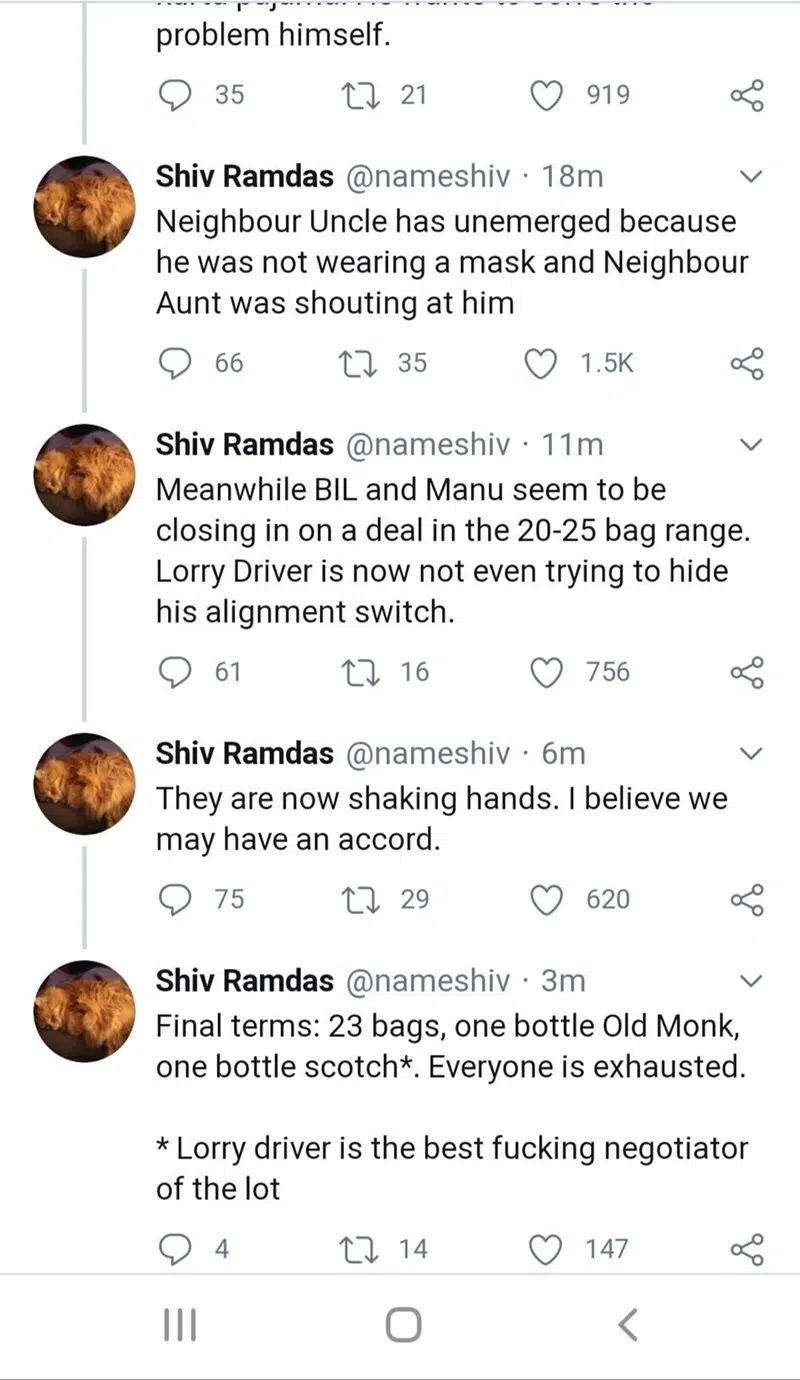 problem himself.
35 21 919
Shiv Ramdas @nameshiv · 18m
Neighbour Uncle has unemerged because
he was not wearing a mask and Neighbour
Aunt was shouting at him
66 35 1.5K
Shiv Ramdas @nameshiv · 11m
Meanwhile BIL and Manu seem to be
closing in on a deal in the 20-25 bag range.
Lorry Driver is now not even trying to hide
his alignment switch.
61 16 756
Shiv Ramdas @nameshiv · 6m
They are now shaking hands. I believe we
may have an accord.
75 29 620
Shiv Ramdas @nameshiv · 3m
Final terms: 23 bags, one bottle Old Monk,
one bottle scotch*. Everyone is exhausted.
* Lorry driver is the best fucking negotiator
of the lot
4 14 147